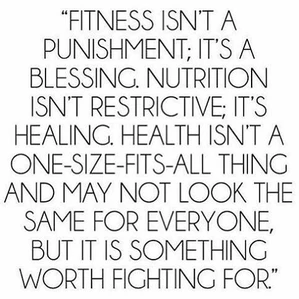 “FITNESS ISN'T A
PUNISHMENT; IT'S A
BLESSING. NUTRITION
ISN'T RESTRICTIVE; IT'S
HEALING. HEALTH ISN'T A
ONE-SIZE-FITS-ALL THING
AND MAY NOT LOOK THE
SAME FOR EVERYONE,
BUT IT IS SOMETHING
WORTH FIGHTING FOR.”